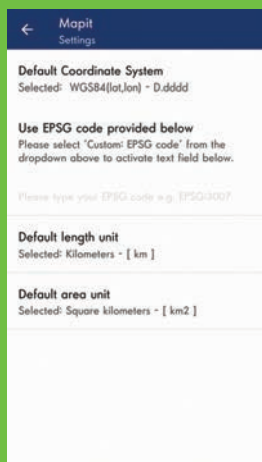 Mapit
Settings
Default Coordinate System
Selected: WGS84(lat,lon) - D.dddd
Use EPSG code provided below
Please select 'Custom: EPSG code' from the
dropdown above to activate text field below.
Please type your EPSG code e.g. EPSG:3007
Default length unit
Selected: Kilometers - [ km ]
Default area unit
Selected: Square kilometers - [ km2 ]